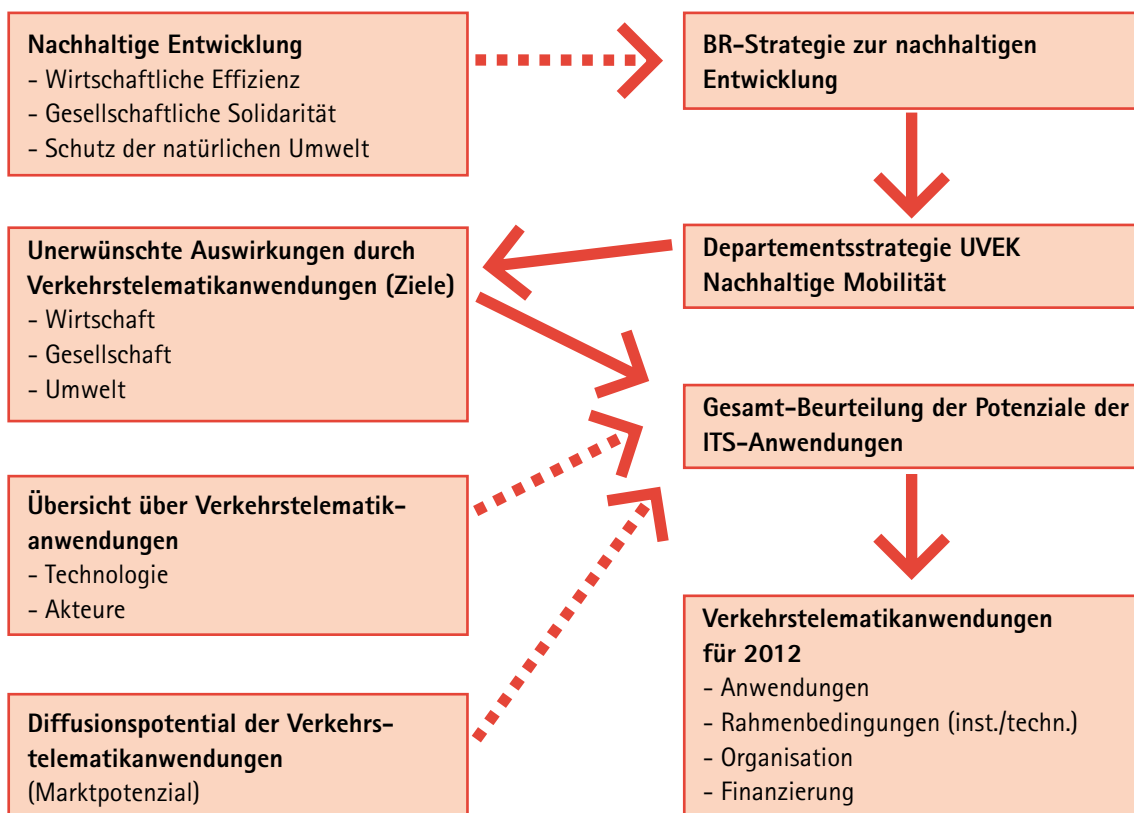 Nachhaltige Entwicklung
- Wirtschaftliche Effizienz
- Gesellschaftliche Solidarität
- Schutz der natürlichen Umwelt
BR-Strategie zur nachhaltigen
Entwicklung
Unerwünschte Auswirkungen durch
Verkehrstelematikanwendungen (Ziele)
- Wirtschaft
- Gesellschaft
- Umwelt
Departementsstrategie UVEK
Nachhaltige Mobilität
Gesamt-Beurteilung der Potenziale der
ITS-Anwendungen
Übersicht über Verkehrstelematik-
anwendungen
- Technologie
- Akteure
Verkehrstelematikanwendungen
für 2012
- Anwendungen
- Rahmenbedingungen (inst./techn.)
- Organisation
- Finanzierung
Diffusionspotential der Verkehrs-
telematikanwendungen
(Marktpotenzial)